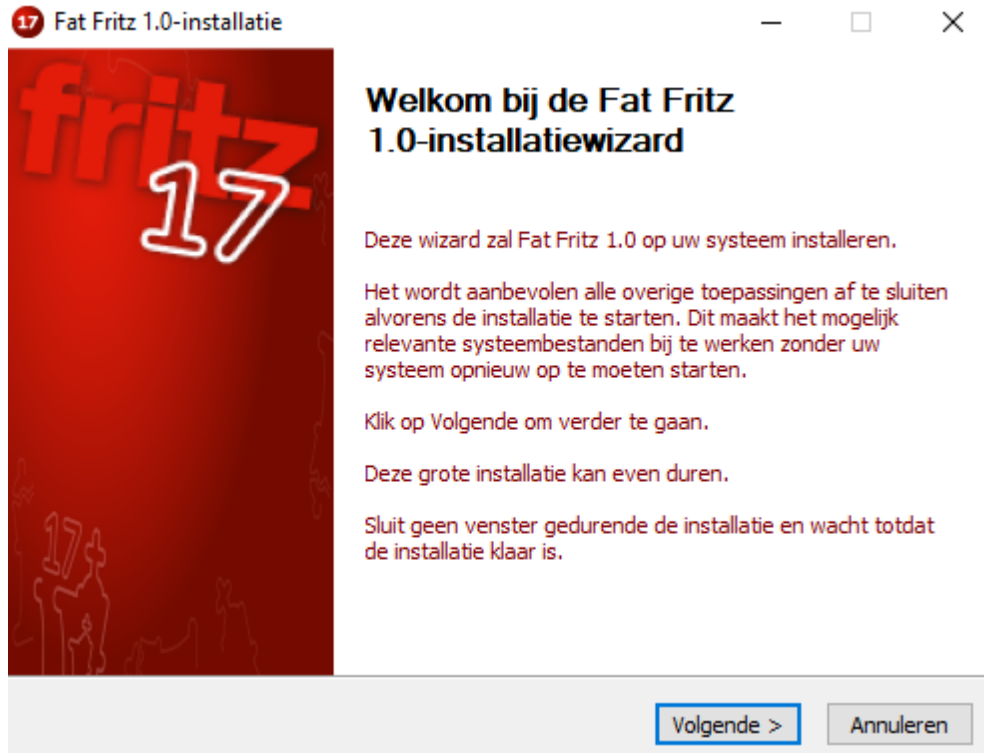 17 Fat Fritz 1.0-installatie
fritz
17
Welkom bij de Fat Fritz
1.0-installatiewizard
Deze wizard zal Fat Fritz 1.0 op uw systeem installeren.
Het wordt aanbevolen alle overige toepassingen af te sluiten
alvorens de installatie te starten. Dit maakt het mogelijk
relevante systeembestanden bij te werken zonder uw
systeem opnieuw op te moeten starten.
Klik op Volgende om verder te gaan.
Deze grote installatie kan even duren.
Sluit geen venster gedurende de installatie en wacht totdat
de installatie klaar is.
17
Volgende >
Annuleren